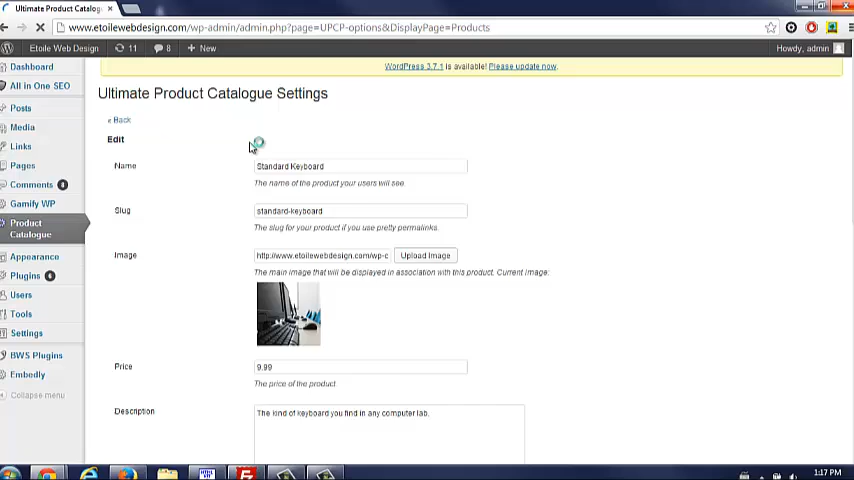 Ultimate Product Catalogu
www.etoilewebdesign.com/wp-admin/admin.php?page=UPCP-options&DisplayPage=Products
Etoile Web Design
11
8
+ New
Howdy, admin
Dashboard
All in One SEO
Posts
Media
Links
Pages
Comments 8
Gamify WP
Product
Catalogue
Appearance
Plugins 6
Users
Tools
Settings
BWS Plugins
Embedly
Collapse menu
WordPress 3.7.1 is available! Please update now.
Ultimate Product Catalogue Settings
« Back
Edit
Name
Standard Keyboard
The name of the product your users will see.
Slug
standard-keyboard
The slug for your product if you use pretty permalinks.
Image
http://www.etoilewebdesign.com/wp-c
Upload Image
The main image that will be displayed in association with this product. Current Image:
Price
9.99
The price of the product.
Description
The kind of keyboard you find in any computer lab.
1:17 PM